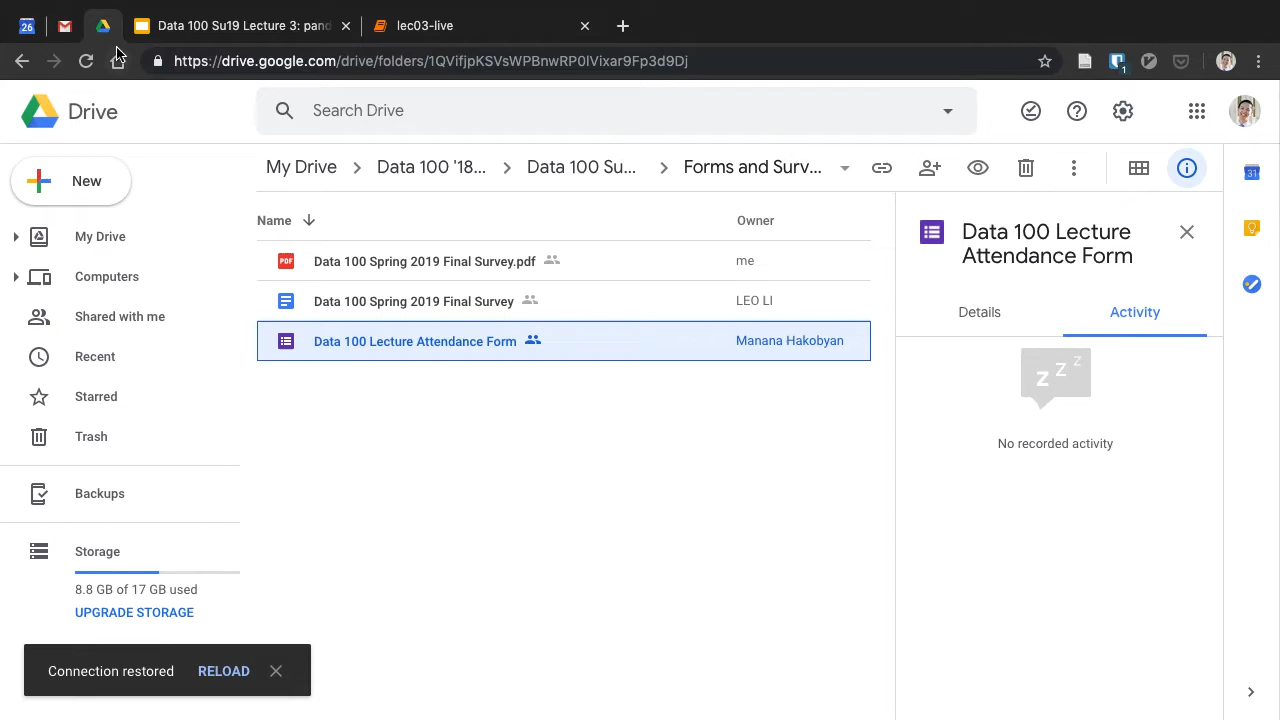 26
Data 100 Su19 Lecture 3: pand
lec03-live
https://drive.google.com/drive/folders/1QVifjpKSVsWPBnwRP0lVixar9Fp3d9Dj
1
Drive
Search Drive
New
My Drive
Data 100 '18...
Data 100 Su...
Forms and Surv...
31
Name
Owner
Data 100 Lecture
Attendance Form
My Drive
Data 100 Spring 2019 Final Survey.pdf
me
PDF
Computers
Data 100 Spring 2019 Final Survey
LEO LI
Details
Activity
Shared with me
Data 100 Lecture Attendance Form
Manana Hakobyan
Recent
z z z
Starred
Trash
No recorded activity
Backups
Storage
8.8 GB of 17 GB used
UPGRADE STORAGE
Connection restored
RELOAD